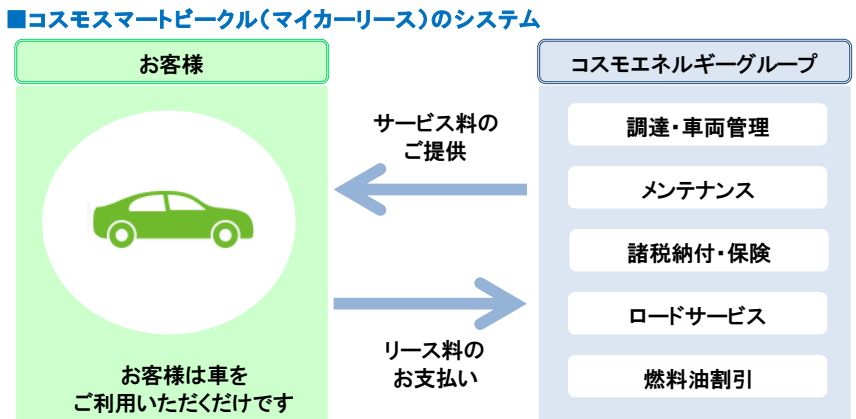 ■コスモスマートビークル(マイカーリース)のシステム
お客様
コスモエネルギーグループ
サービス料の
ご提供
リース料の
お支払い
お客様は車を
ご利用いただくだけです
調達・車両管理
メンテナンス
諸税納付・保険
ロードサービス
燃料油割引